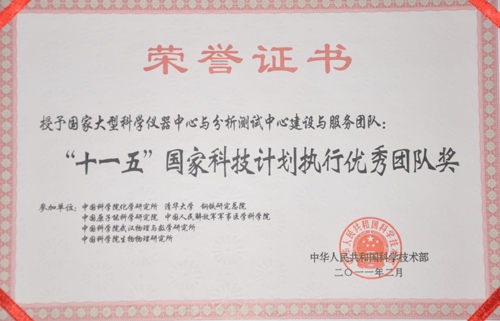 荣誉证书
授予国家大型科学仪器中心与分析测试中心建设与服务团队：
“十一五”国家科技计划执行优秀团队奖
参加单位：中国科学院化学研究所 清华大学 钢铁研究总院
中国原子能科学研究院 中国人民解放军军事医学科学院
中国科学院武汉物理与数学研究所
中国科学院生物物理研究所
中华人民共和国科学技术部
二〇一一年二月